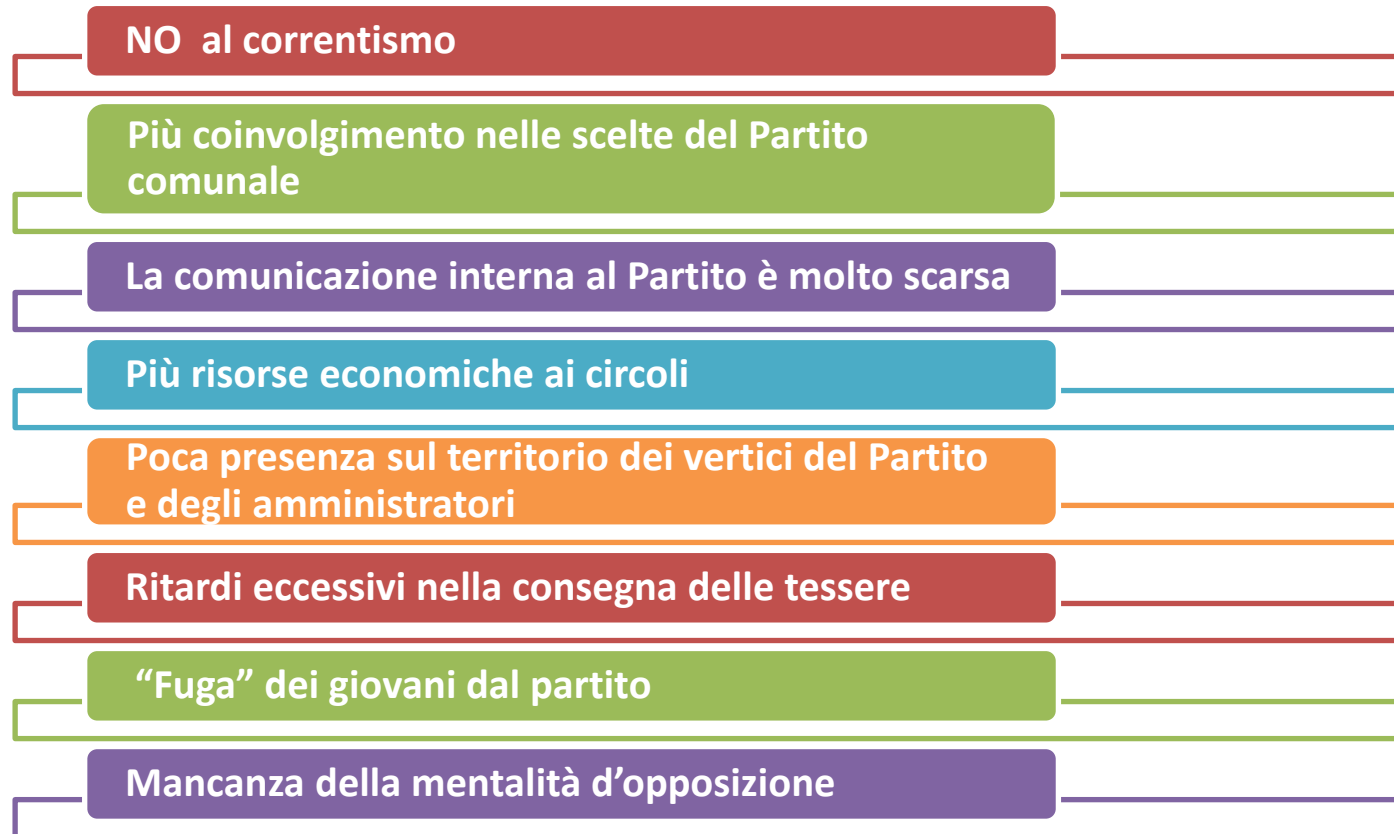 NO  al correntismo
Più coinvolgimento nelle scelte del Partito
comunale
La comunicazione interna al Partito è molto scarsa
Più risorse economiche ai circoli
Poca presenza sul territorio dei vertici del Partito
e degli amministratori
Ritardi eccessivi nella consegna delle tessere
“Fuga” dei giovani dal partito
Mancanza della mentalità d’opposizione